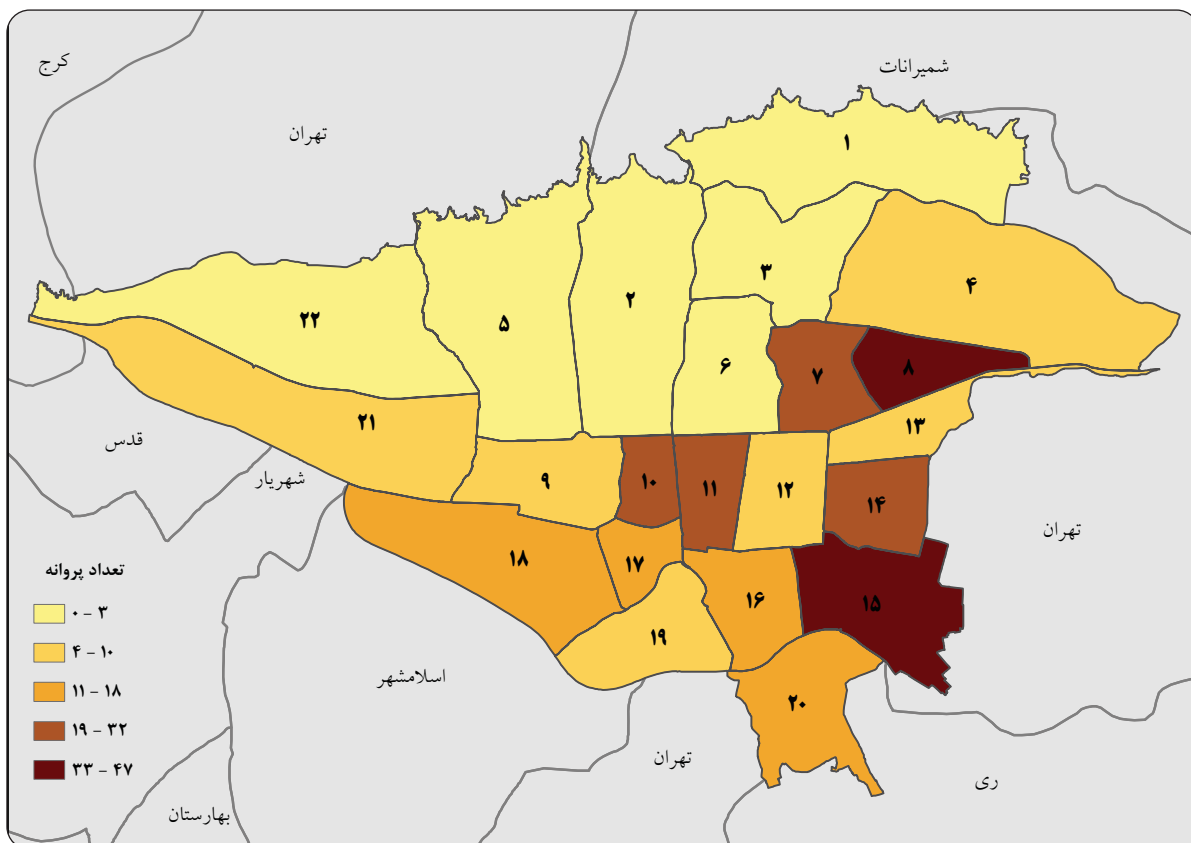 کرج
شمیرانات
تهران
۱
۳
۴
۲
۵
۲۲
۶
۷
۸
۲۱
۱۳
قدس
شهریار
۹
۱۰
۱۱
۱۲
۱۴
تهران
۱۸
۱۷
۱۶
۱۵
۱۹
اسلامشهر
۲۰
تهران
ری
بهارستان
تعداد پروانه
۰ - ۳
۴ - ۱۰
۱۱ - ۱۸
۱۹ - ۳۲
۳۳ - ۴۷